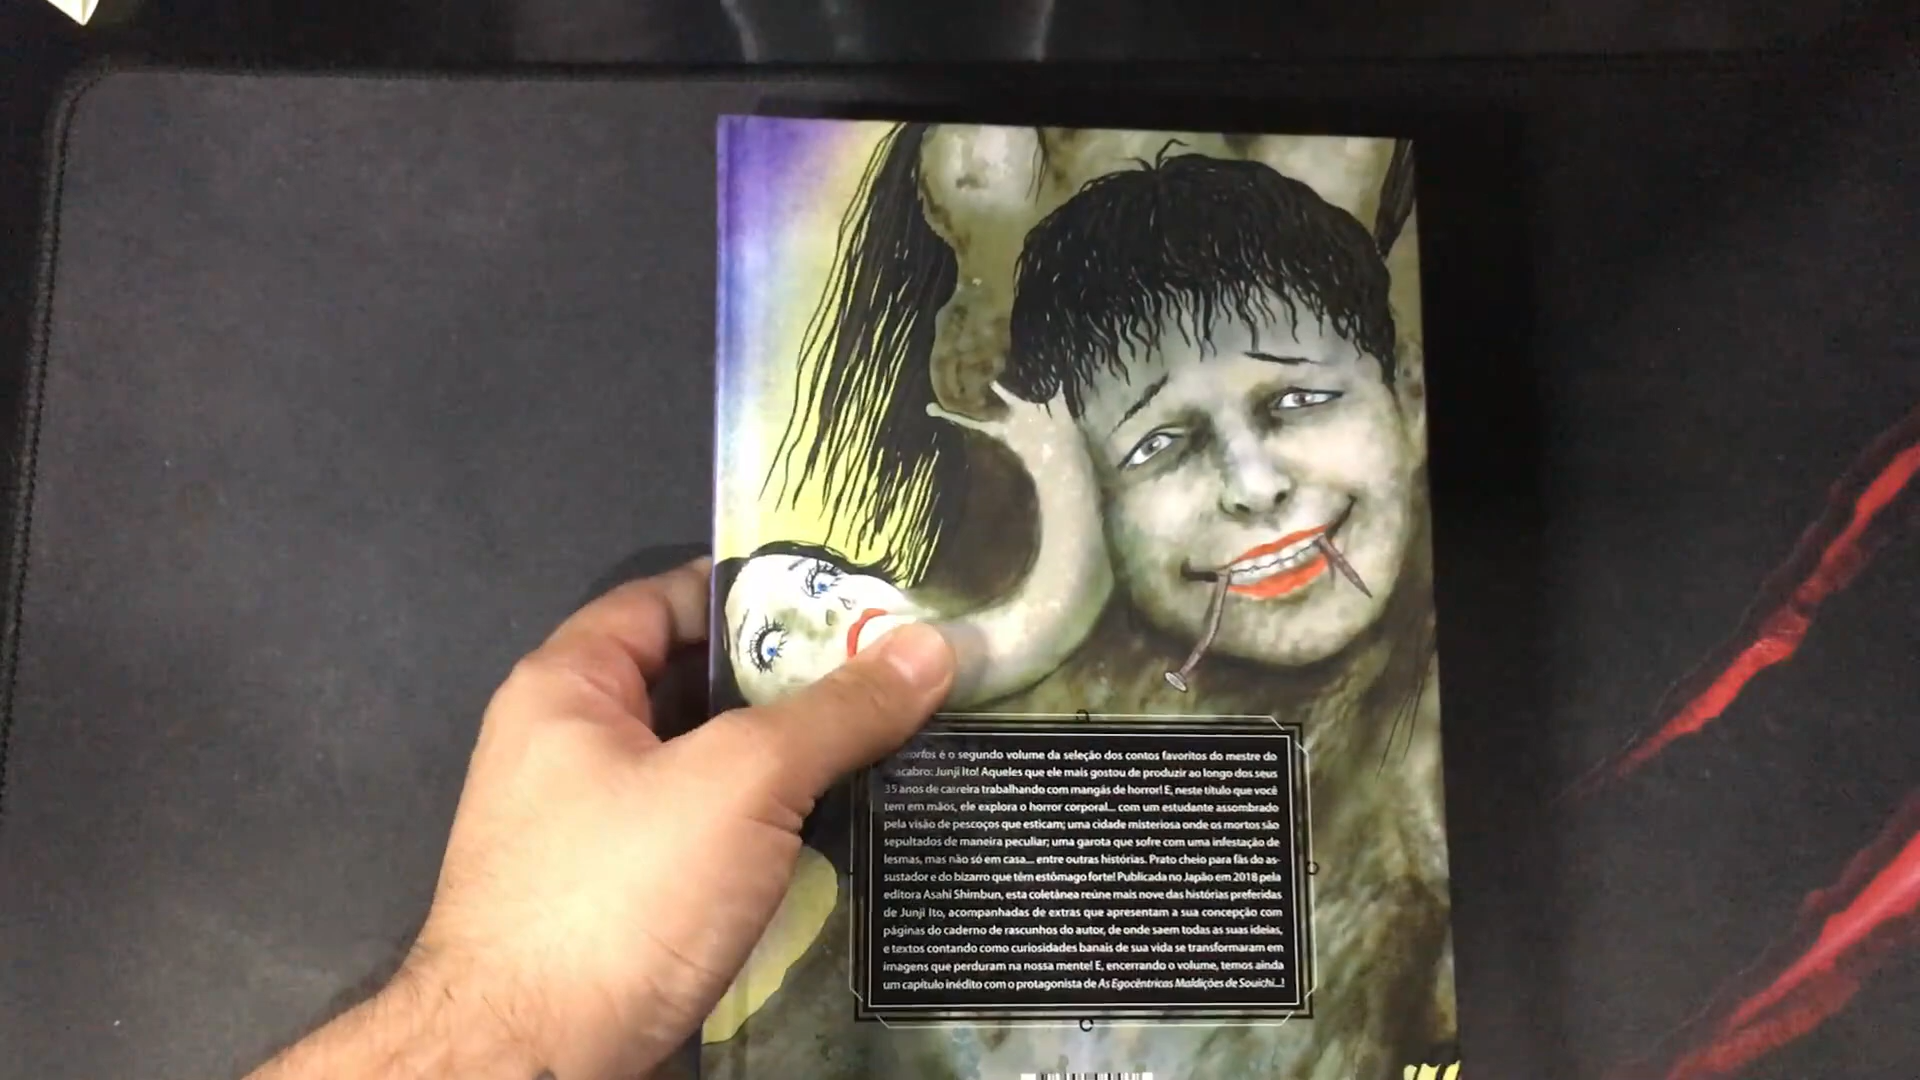 é o segundo volume da seleção dos contos favoritos do mestre do
acabro: Junji Ito! Aqueles que ele mais gostou de produzir ao longo dos seus
35 anos de carreira trabalhando com mangás de horror! E, neste título que você
tem em mãos, ele explora o horror corporal... com um estudante assombrado
pela visão de pescoços que esticam; uma cidade misteriosa onde os mortos são
sepultados de maneira peculiar; uma garota que sofre com uma infestação de
lesmas, mas não só em casa... entre outras histórias. Prato cheio para fãs do as-
sustador e do bizarro que têm estômago forte! Publicada no Japão em 2018 pela
editora Asahi Shimbun, esta coletânea reúne mais nove das histórias preferidas
de Junji Ito, acompanhadas de extras que apresentam a sua concepção com
páginas do caderno de rascunhos do autor, de onde saem todas as suas ideias,
e textos contando como curiosidades banais de sua vida se transformaram em
imagens que perduram na nossa mente! E, encerrando o volume, temos ainda
um capítulo inédito com o protagonista de As Egocêntricas Maldições de Souichi...!